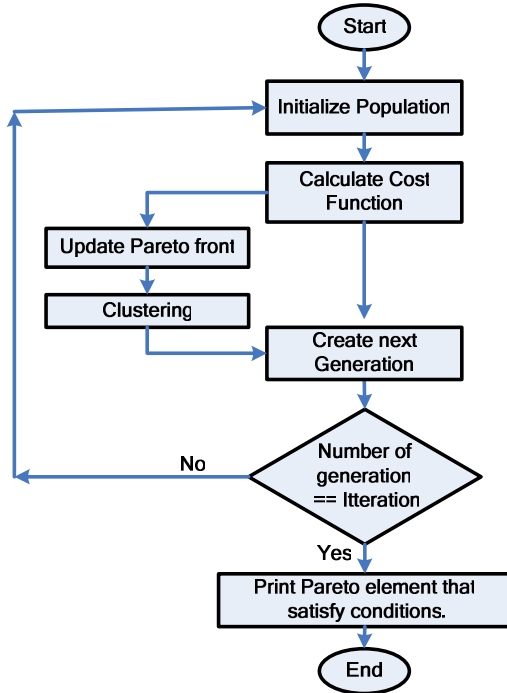 Start
Initialize Population
Calculate Cost
Function
Update Pareto front
Clustering
Create next
Generation
Number of
generation
== Itteration
No
Yes
Print Pareto element that
satisfy conditions.
End